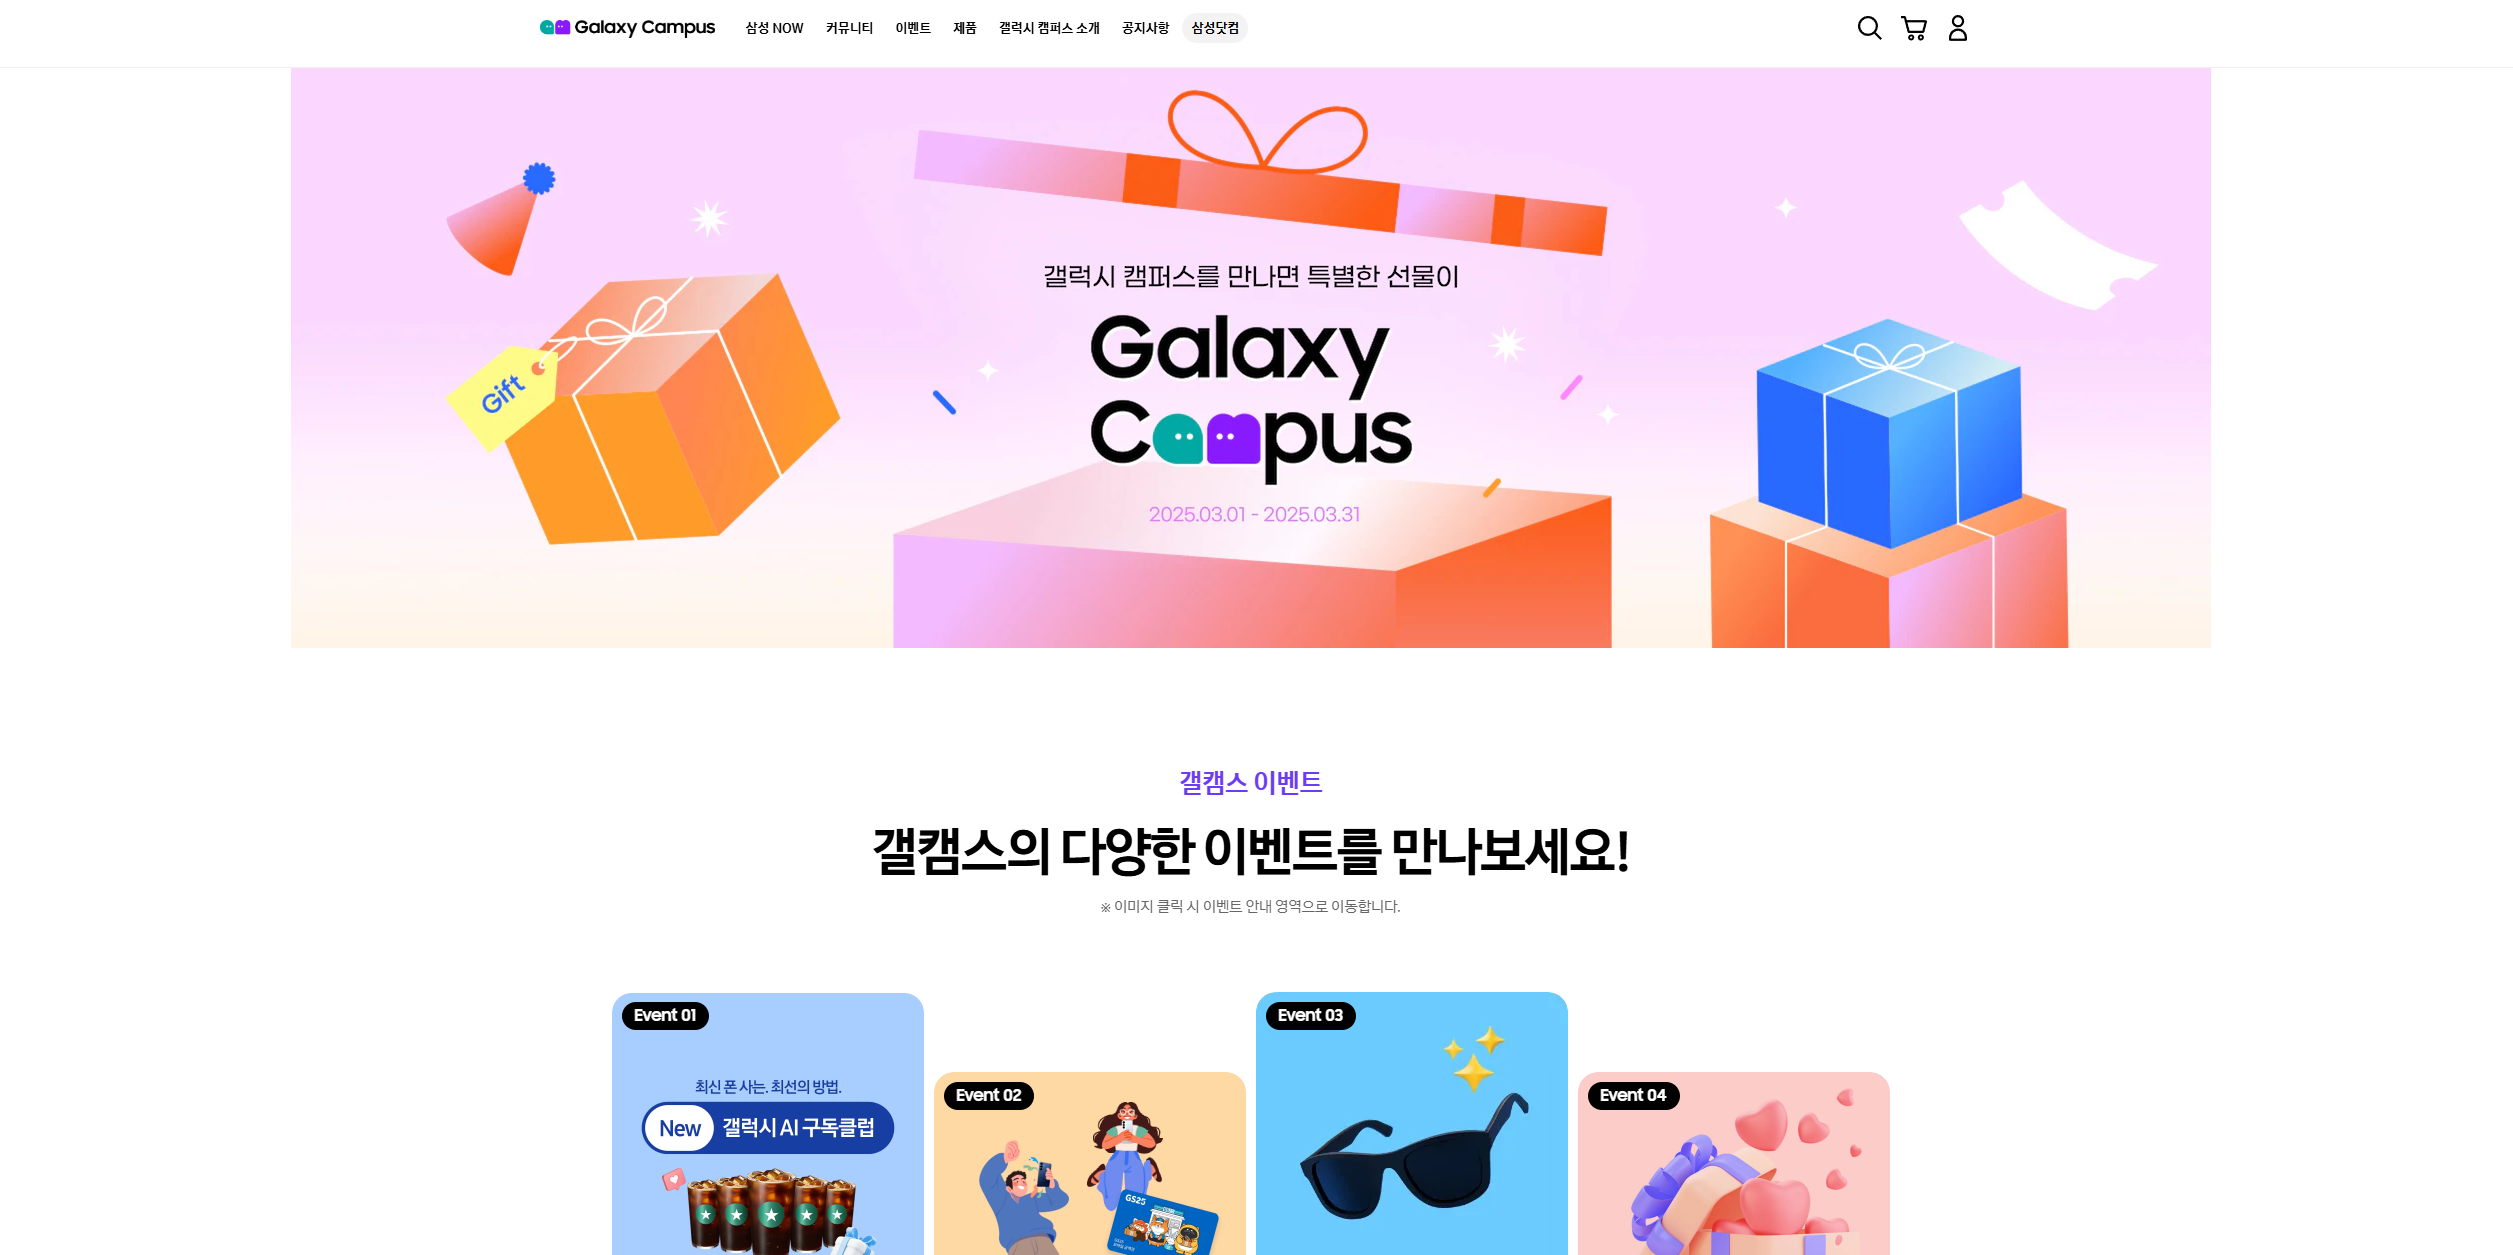 Galaxy Campus
삼성 NOW
커뮤니티
이벤트
제품
갤럭시 캠퍼스 소개
공지사항
삼성닷컴
갤럭시 캠퍼스를 만나면 특별한 선물이
Galaxy
Campus
2025.03.01 - 2025.03.31
Gift
갤캠스 이벤트
갤캠스의 다양한 이벤트를 만나보세요!
※ 이미지 클릭 시 이벤트 안내 영역으로 이동합니다.
Event 01
최신 폰 사는. 최선의 방법.
New 갤럭시 AI 구독클럽
Event 02
GS25
Event 03
Event 04